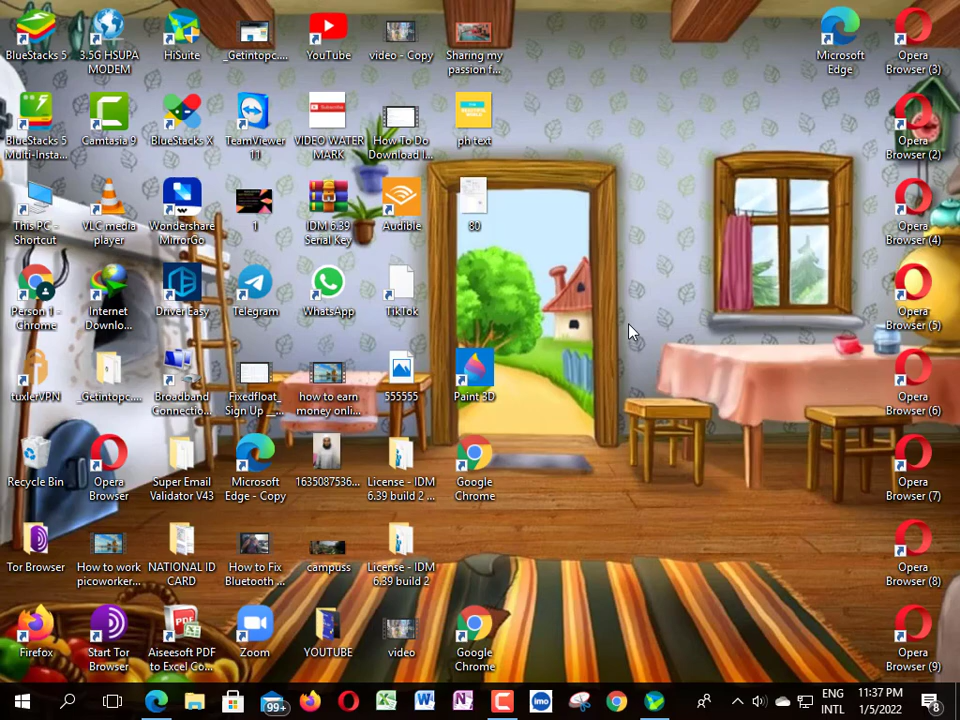 BlueStacks 5
3.5G HSUPA
MODEM
HiSuite
_Getintopc....
YouTube
video - Copy
Sharing my
passion f...
Microsoft
Edge
Opera
Browser (3)
BlueStacks 5
Multi-Insta...
Camtasia 9
BlueStacks X
TeamViewer
11
VIDEO WATER
MARK
How To Do
Download I...
ph text
Opera
Browser (2)
This PC -
Shortcut
VLC media
player
Wondershare
MirrorGo
1
IDM 6.39
Serial Key
Audible
80
Opera
Browser (4)
Person 1 -
Chrome
Internet
Downlo...
DriverEasy
Telegram
WhatsApp
TikTok
Opera
Browser (5)
tuxlerVPN
_Getintopc....
Broadband
Connectio...
Fixedfloat_
Sign Up __...
how to earn
money onli...
555555
Paint 3D
Opera
Browser (6)
Recycle Bin
Opera
Browser
Super Email
Validator V43
Microsoft
Edge - Copy
1635087536...
License - IDM
6.39 build 2 ...
Google
Chrome
Opera
Browser (7)
Tor Browser
How to work
picoworker...
NATIONAL ID
CARD
How to Fix
Bluetooth ...
campuss
License - IDM
6.39 build 2
Opera
Browser (8)
Firefox
Start Tor
Browser
Aiseesoft PDF
to Excel Co...
Zoom
YOUTUBE
video
Google
Chrome
Opera
Browser (9)
99+
imo
ENG
INTL
11:37 PM
1/5/2022
8